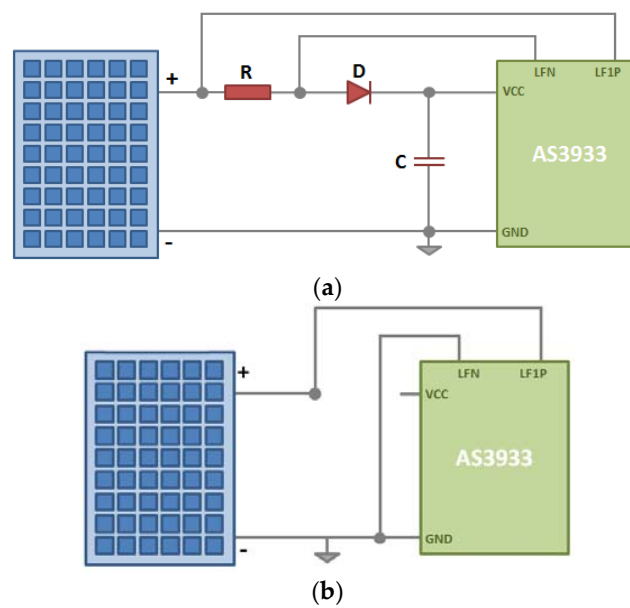 +
R
D
LFN
LF1P
VCC
AS3933
C
-
GND
(a)
+
LFN
LF1P
VCC
AS3933
-
GND
(b)